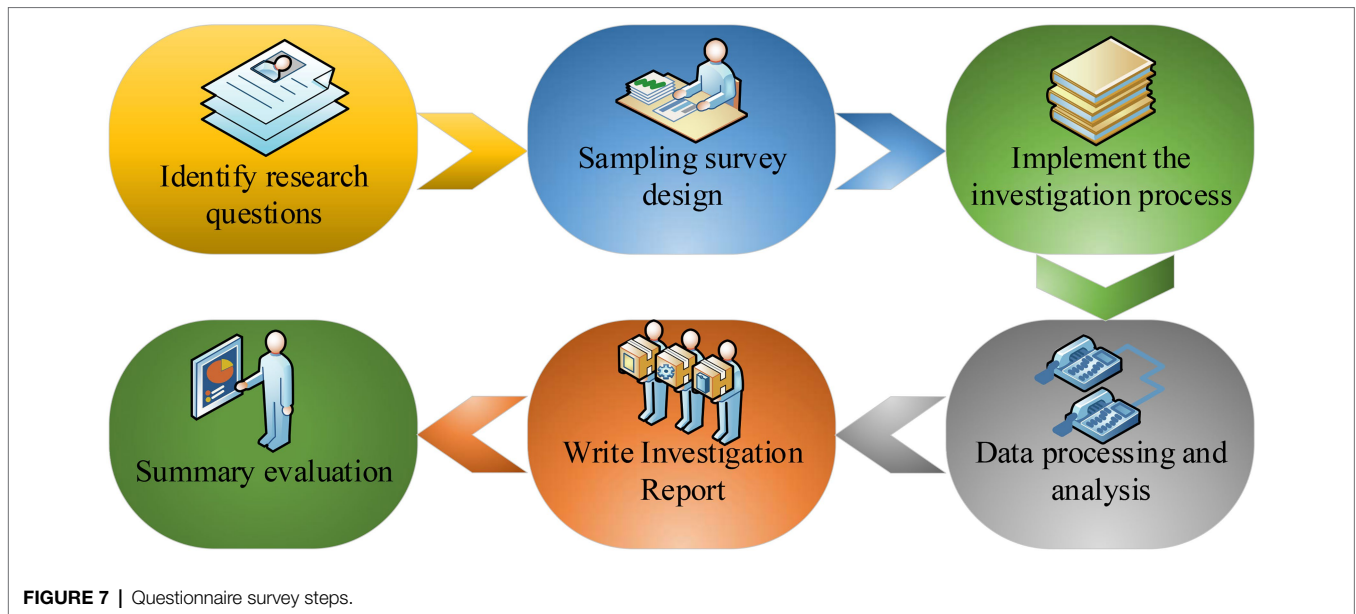 Identify research
questions
Sampling survey
design
Implement the
investigation process
Data processing and
analysis
Write Investigation
Report
Summary evaluation
FIGURE 7 | Questionnaire survey steps.